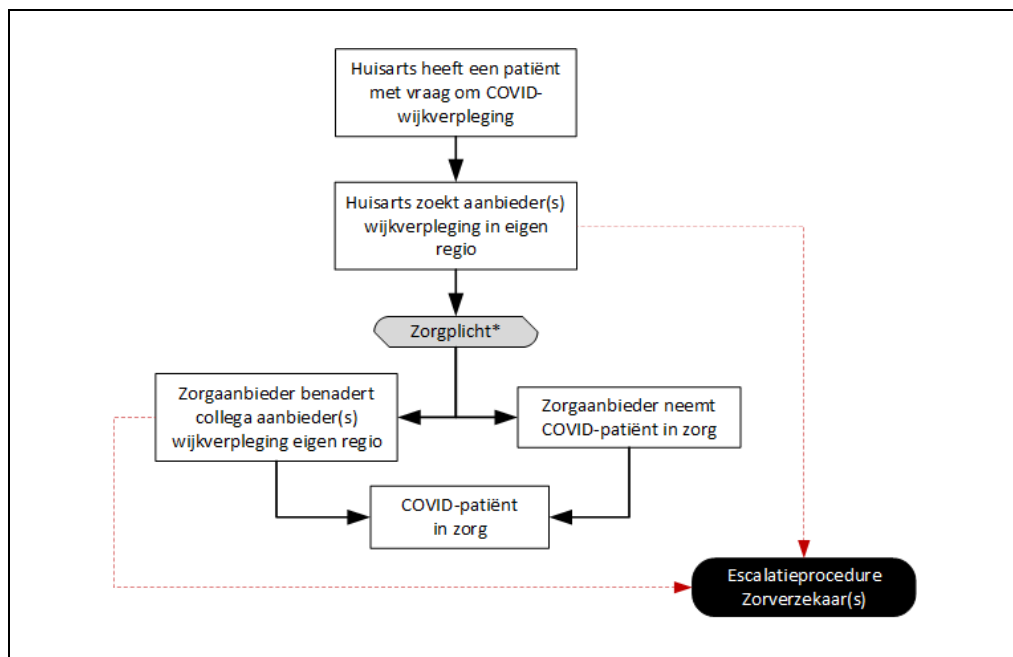 Huisarts heeft een patiënt
met vraag om COVID-
wijkverpleging
Huisarts zoekt aanbieder(s)
wijkverpleging in eigen
regio
Zorgplicht*
Zorgaanbieder benadert
collega aanbieder(s)
wijkverpleging eigen regio
Zorgaanbieder neemt
COVID-patiënt in zorg
COVID-patiënt
in zorg
Escalatieprocedure
Zorverzekaar(s)